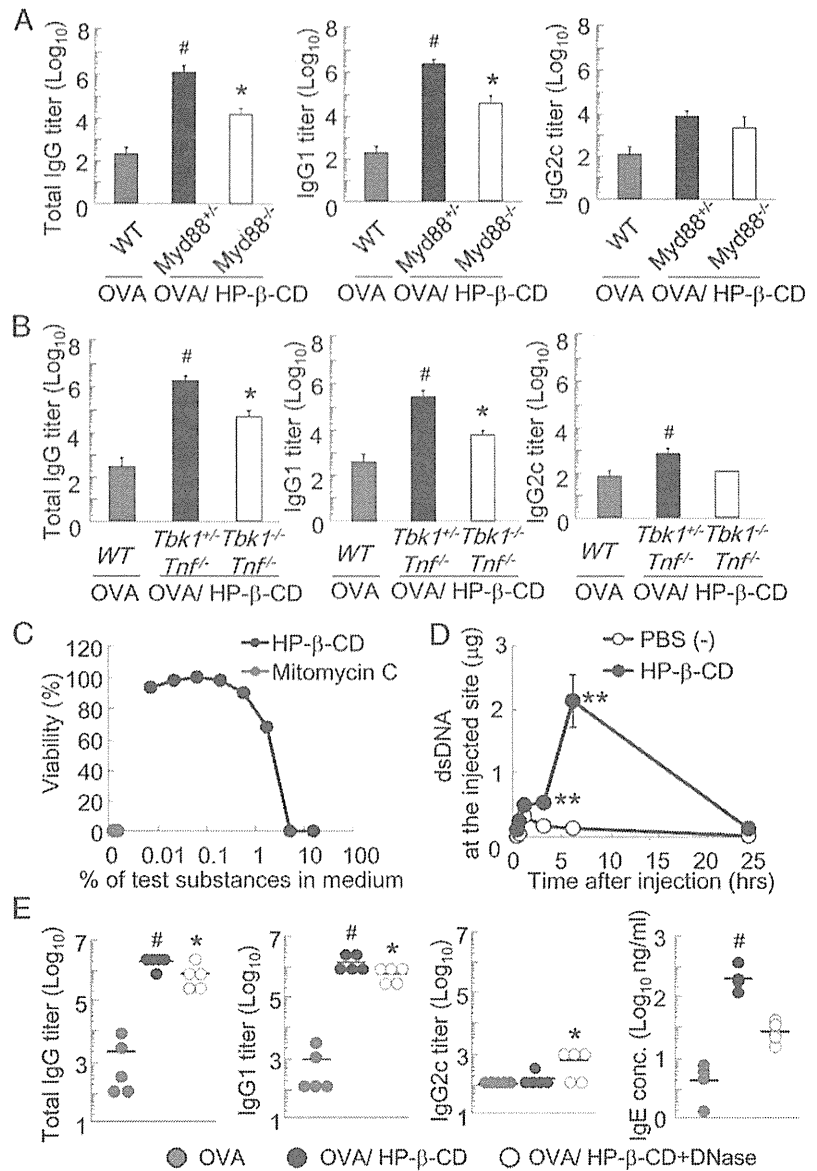 A
Total IgG titer (Log10)
8
6
4
2
0
#
*
WT
Myd88+/-
Myd88-/-
OVA
OVA/ HP-β-CD
IgG1 titer (Log10)
8
6
4
2
0
#
*
WT
Myd88+/-
Myd88-/-
OVA
OVA/ HP-β-CD
IgG2c titer (Log10)
8
6
4
2
0
WT
Myd88+/-
Myd88-/-
OVA
OVA/ HP-β-CD
B
Total IgG titer (Log10)
8
6
4
2
0
#
*
WT
Tbk1+/- Tbk1-/-
Tnf-/- Tnf-/-
OVA
OVA/ HP-β-CD
IgG1 titer (Log10)
8
6
4
2
0
#
*
WT
Tbk1+/- Tbk1-/-
Tnf-/- Tnf-/-
OVA
OVA/ HP-β-CD
IgG2c titer (Log10)
8
6
4
2
0
#
WT
Tbk1+/- Tbk1-/-
Tnf-/- Tnf-/-
OVA
OVA/ HP-β-CD
C
HP-β-CD
Mitomycin C
Viability (%)
120
100
80
60
40
20
0
0 0.01 0.1 1 10 100
% of test substances in medium
D
PBS (-)
HP-β-CD
dsDNA
at the injected site (μg)
3
2
1
0
**
**
0 5 10 15 20 25
Time after injection (hrs)
E
Total IgG titer (Log10)
7
5
3
1
#
*
IgG1 titer (Log10)
7
5
3
1
#
*
IgG2c titer (Log10)
7
5
3
1
*
IgE conc. (Log10 ng/ml)
3
2
1
0
#
OVA
OVA/ HP-β-CD
OVA/ HP-β-CD+DNase